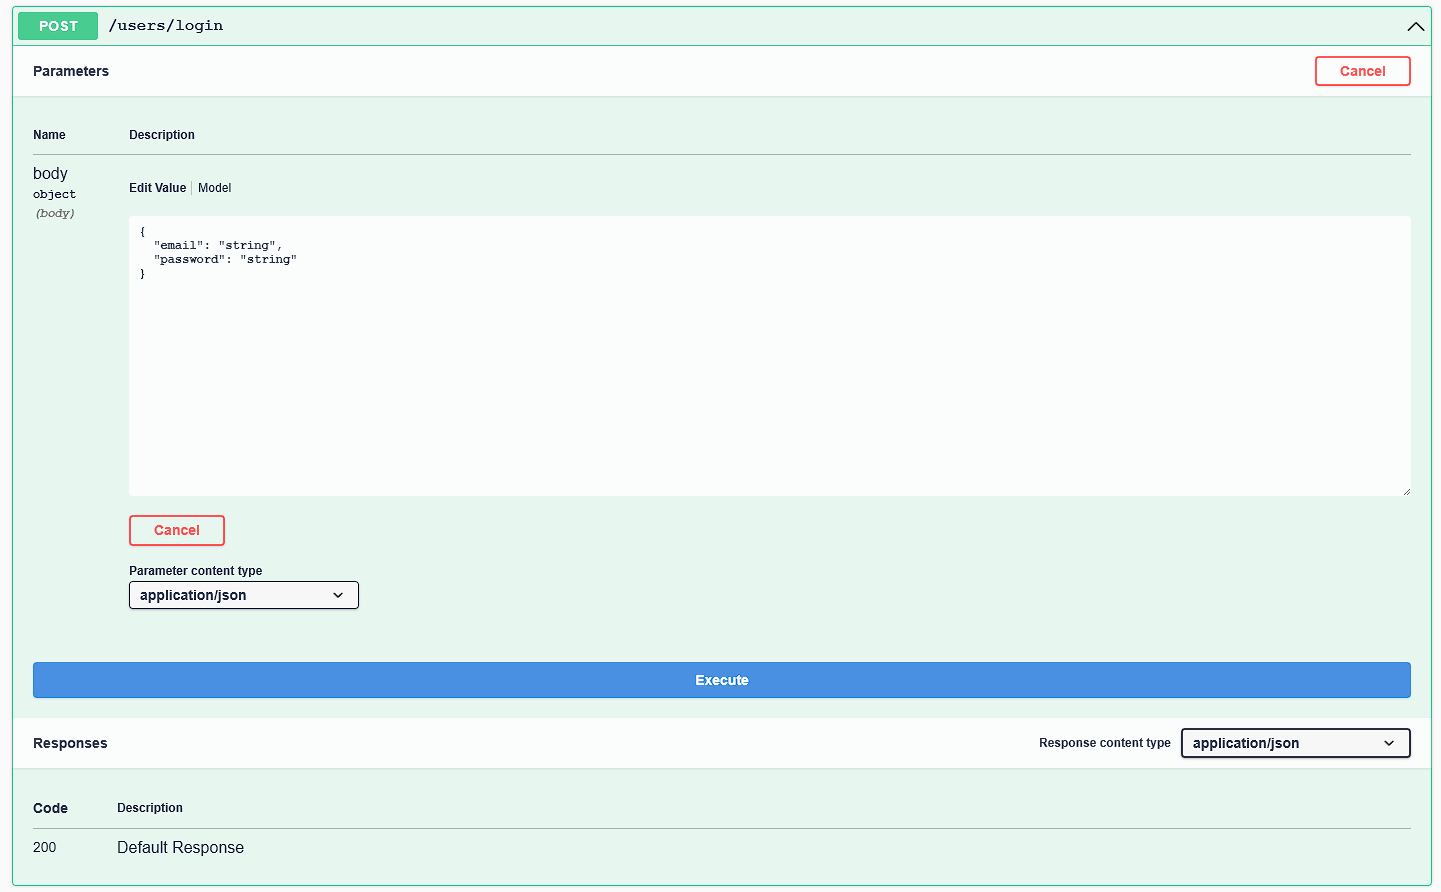 POST /users/login
Parameters Cancel
Name Description
body
object
(body)
Edit Value Model
{
  "email": "string",
  "password": "string"
}
Cancel
Parameter content type
application/json
Execute
Responses Response content type application/json
Code Description
200 Default Response